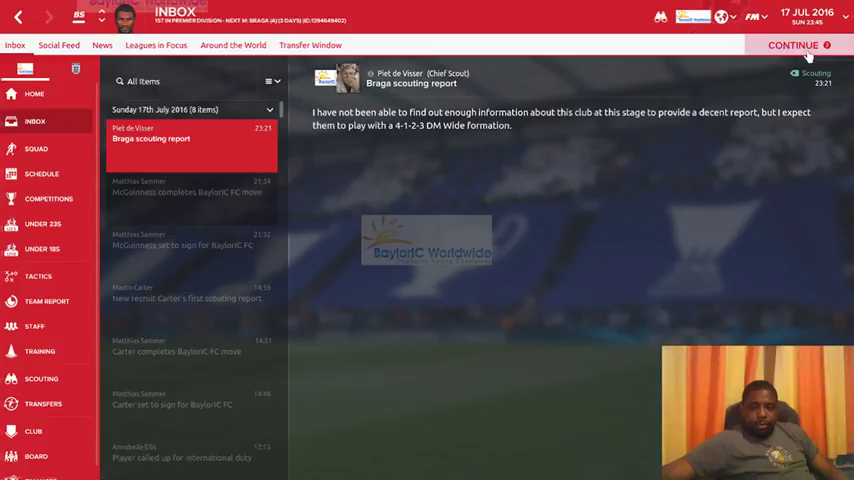 BS
INBOX
1ST IN PREMIER DIVISION - NEXT M: BRAGA (A) (3 DAYS) (ID:1394649402)
FM
17 JUL 2016
SUN 23:45
Inbox
Social Feed
News
Leagues in Focus
Around the World
Transfer Window
CONTINUE
HOME
INBOX
SQUAD
SCHEDULE
COMPETITIONS
UNDER 23S
UNDER 18S
TACTICS
TEAM REPORT
STAFF
TRAINING
SCOUTING
TRANSFERS
CLUB
BOARD
All Items
Sunday 17th July 2016 (8 items)
Piet de Visser 23:21
Braga scouting report
Matthias Sammer 21:34
McGuinness completes BaylorIC FC move
Matthias Sammer 21:32
McGuinness set to sign for BaylorIC FC
Martin Carter 14:59
New recruit Carter's first scouting report
Matthias Sammer 14:51
Carter completes BaylorIC FC move
Matthias Sammer 14:46
Carter set to sign for BaylorIC FC
Annabelle Ellis 12:15
Player called up for international duty
Piet de Visser (Chief Scout)
Braga scouting report
Scouting
23:21
I have not been able to find out enough information about this club at this stage to provide a decent report, but I expect
them to play with a 4-1-2-3 DM Wide formation.
BaylorIC Worldwide